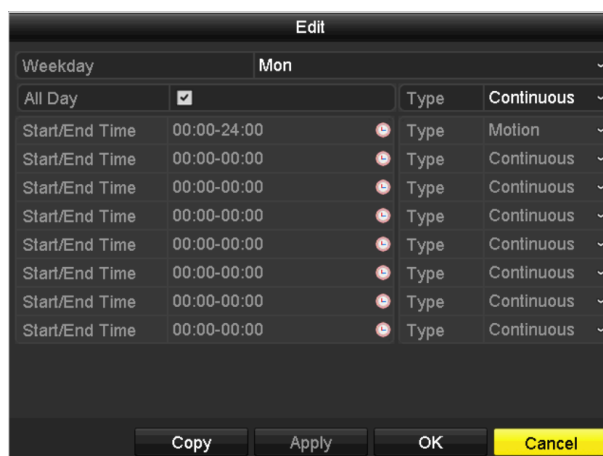 Edit
Weekday Mon
All Day Type Continuous
Start/End Time 00:00-24:00 Type Motion
Start/End Time 00:00-00:00 Type Continuous
Start/End Time 00:00-00:00 Type Continuous
Start/End Time 00:00-00:00 Type Continuous
Start/End Time 00:00-00:00 Type Continuous
Start/End Time 00:00-00:00 Type Continuous
Start/End Time 00:00-00:00 Type Continuous
Start/End Time 00:00-00:00 Type Continuous
Copy Apply OK Cancel